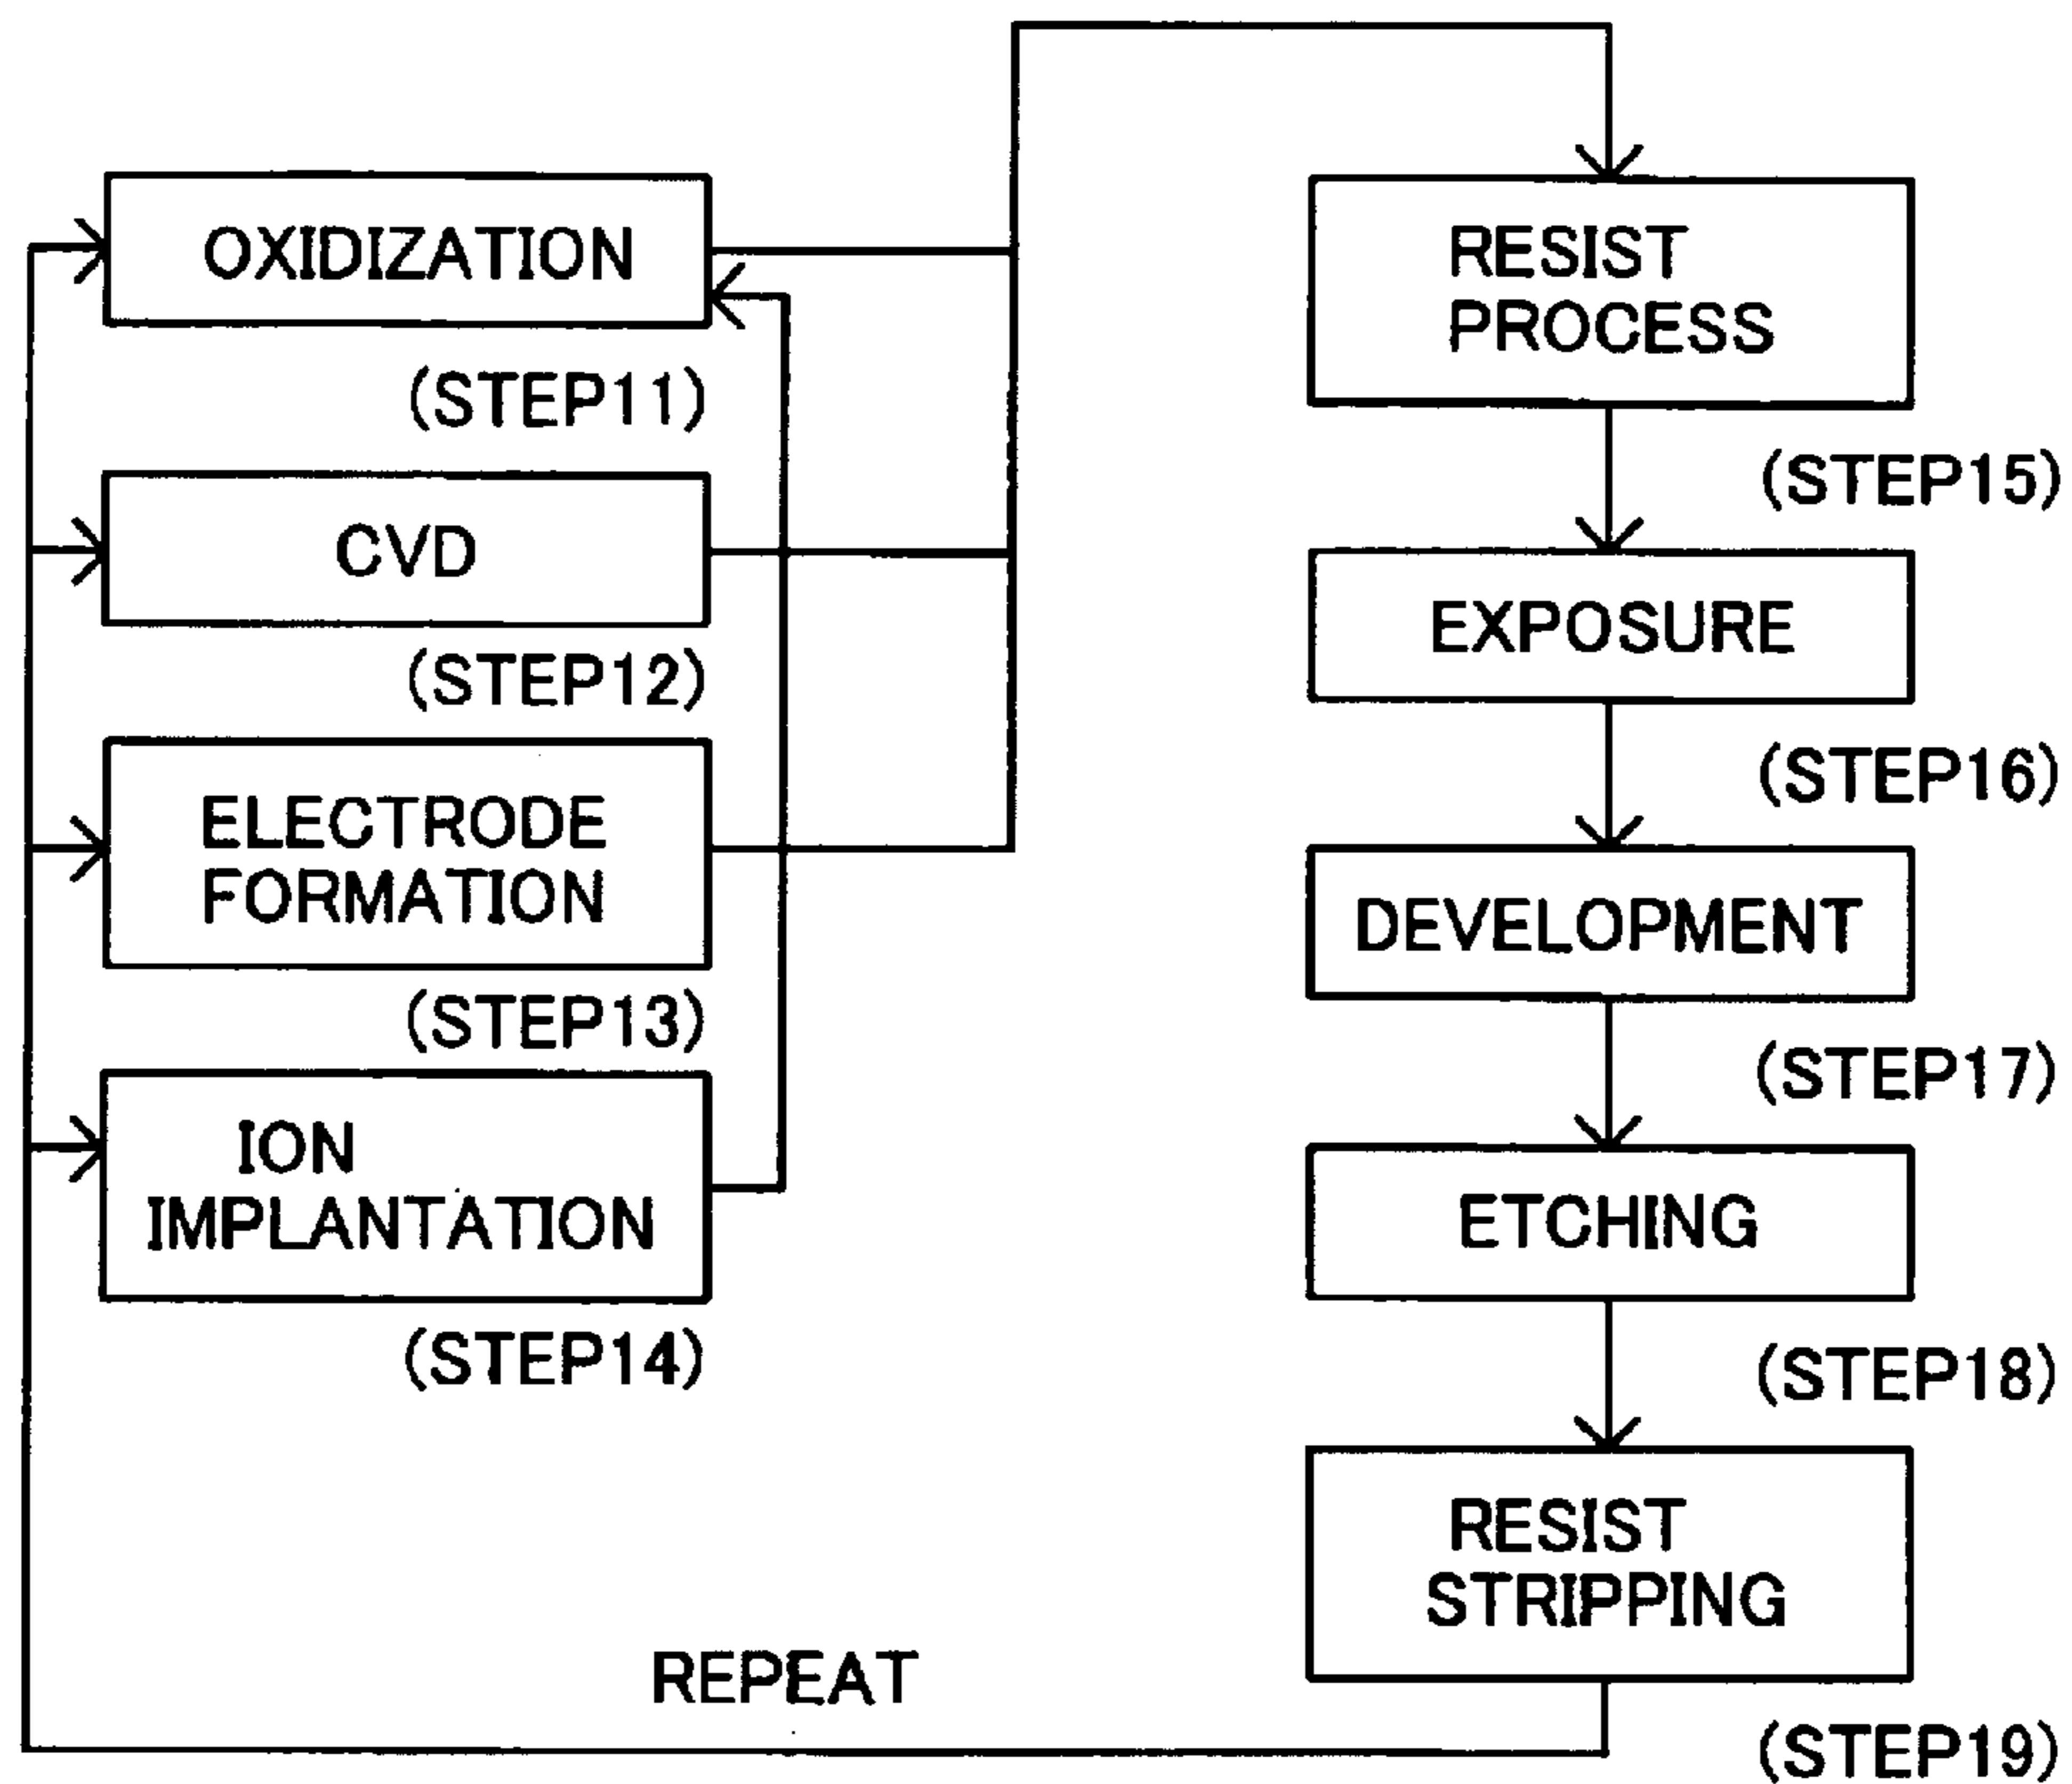 OXIDIZATION
(STEP11)
CVD
(STEP12)
ELECTRODE
FORMATION
(STEP13)
ION
IMPLANTATION
(STEP14)
RESIST
PROCESS
(STEP15)
EXPOSURE
(STEP16)
DEVELOPMENT
(STEP17)
ETCHING
(STEP18)
RESIST
STRIPPING
(STEP19)
REPEAT